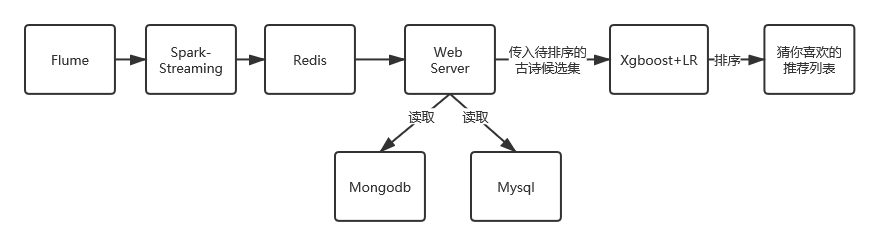 Flume
Spark-
Streaming
Redis
Web
Server
传入待排序的
古诗候选集
Xgboost+LR
排序
猜你喜欢的
推荐列表
读取
读取
Mongodb
Mysql